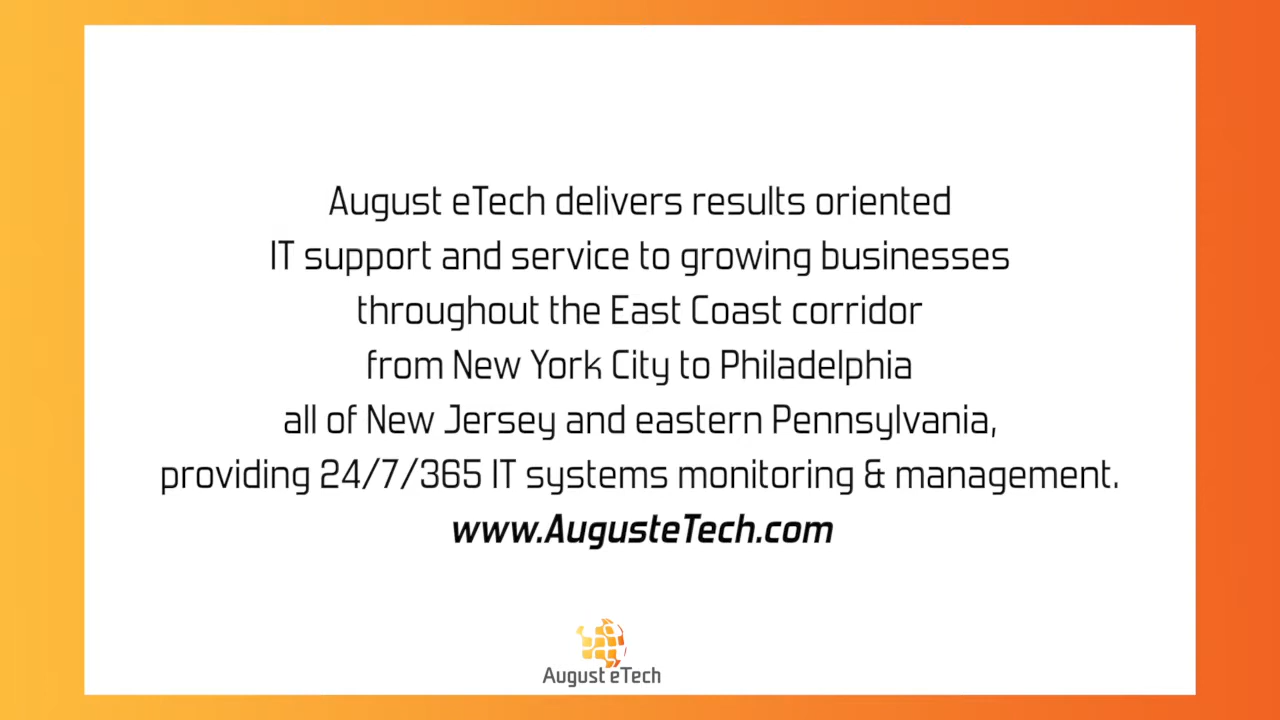 August eTech delivers results oriented
IT support and service to growing businesses
throughout the East Coast corridor
from New York City to Philadelphia
all of New Jersey and eastern Pennsylvania,
providing 24/7/365 IT systems monitoring & management.
www.AugusteTech.com
August eTech